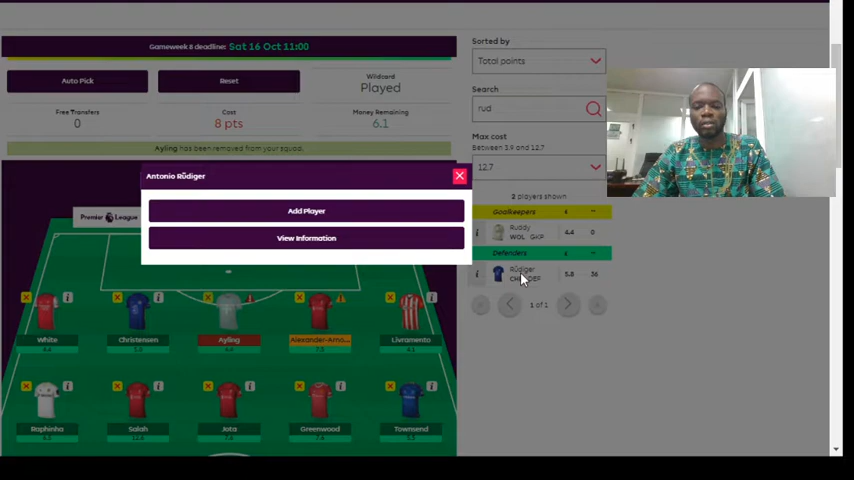 Gameweek 8 deadline: Sat 16 Oct 11:00
Auto Pick
Reset
Wildcard
Played
Free Transfers
0
Cost
8 pts
Money Remaining
6.1
Ayling has been removed from your squad.
Antonio Rüdiger
Add Player
View Information
Premier League
White
Christensen
Ayling
Alexander-Arno...
Livramento
Raphinha
Salah
Jota
Greenwood
Townsend
Sorted by
Total points
Search
rud
Max cost
Between 3.9 and 12.7
12.7
2 players shown
Goalkeepers £ **
Ruddy
WOL GKP
4.4 0
Defenders £ **
Rüdiger
5.8 36
1 of 1